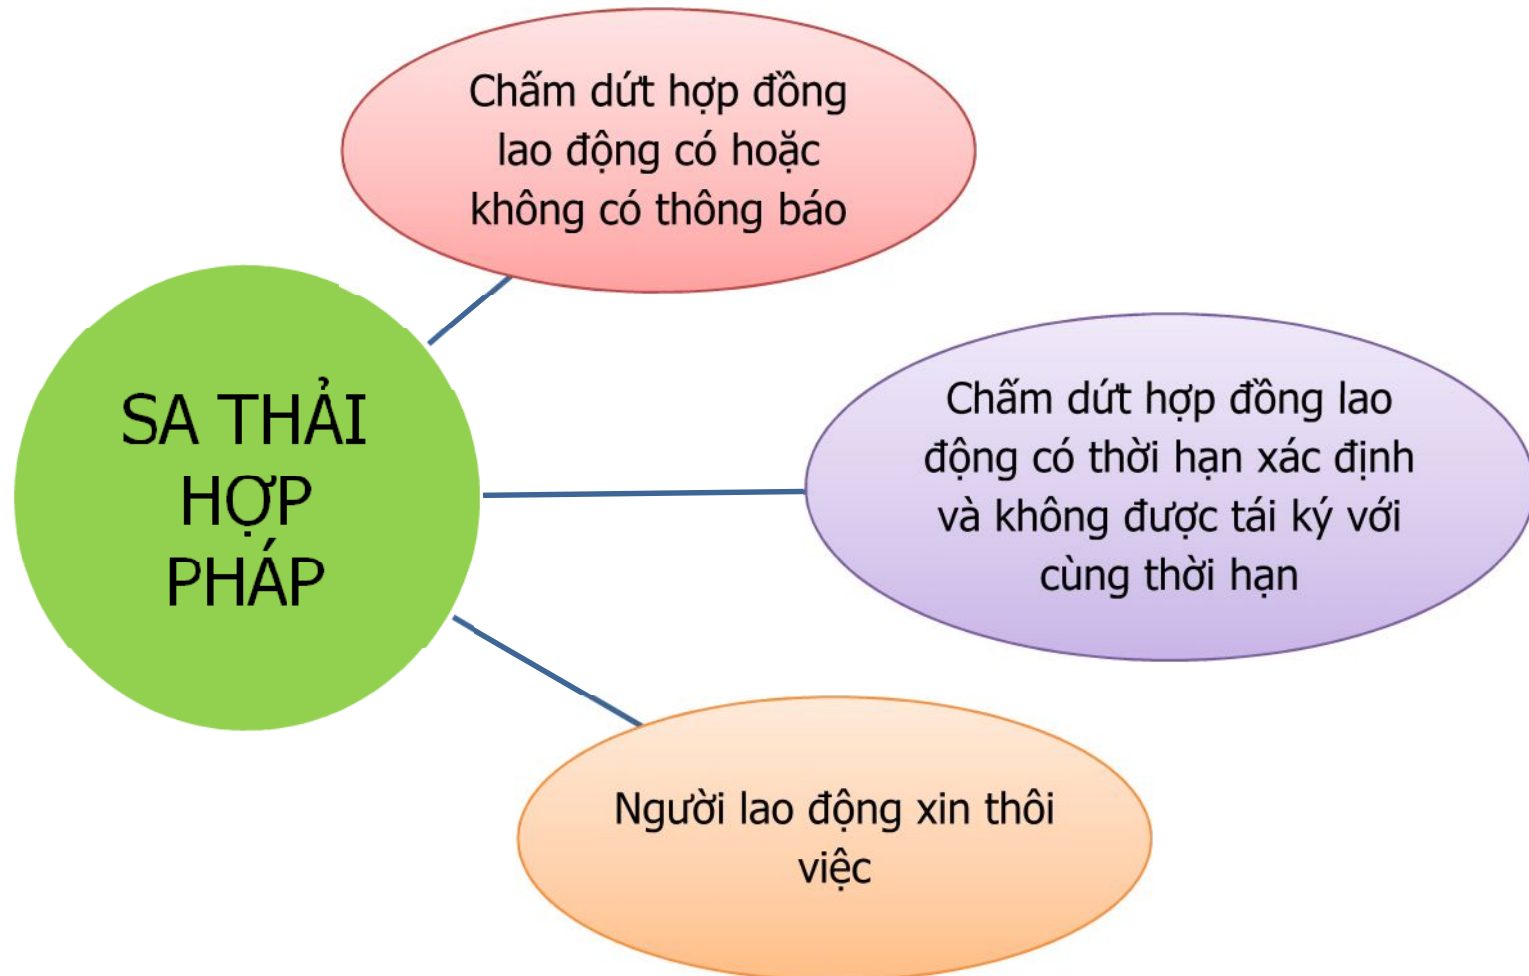 Chấm dứt hợp đồng
lao động có hoặc
không có thông báo
SA THẢI
HỢP
PHÁP
Chấm dứt hợp đồng lao
động có thời hạn xác định
và không được tái ký với
cùng thời hạn
Người lao động xin thôi
việc